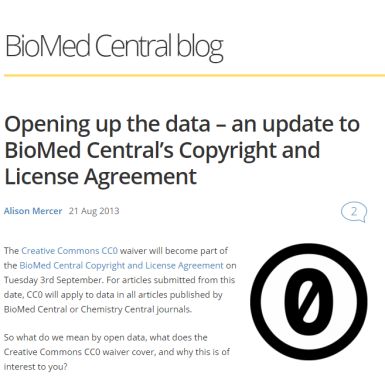 BioMed Central blog
Opening up the data – an update to
BioMed Central's Copyright and
License Agreement
Alison Mercer 21 Aug 2013
2
The Creative Commons CC0 waiver will become part of
the BioMed Central Copyright and License Agreement on
Tuesday 3rd September. For articles submitted from this
date, CC0 will apply to data in all articles published by
BioMed Central or Chemistry Central journals.
0
So what do we mean by open data, what does the
Creative Commons CC0 waiver cover, and why this is of
interest to you?